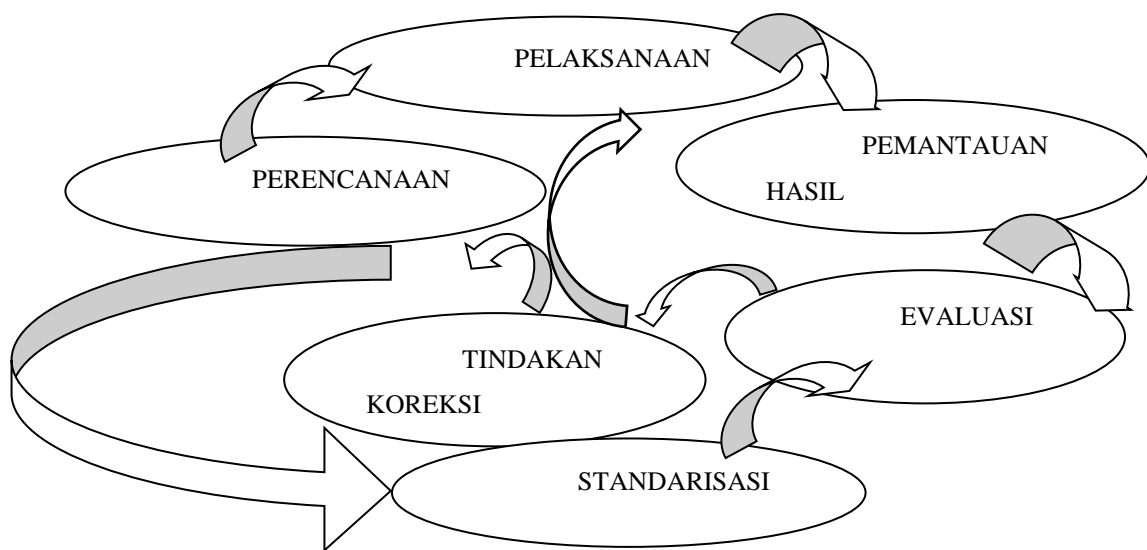 PELAKSANAAN
PEMANTAUAN
HASIL
PERENCANAAN
EVALUASI
TINDAKAN
KOREKSI
STANDARISASI